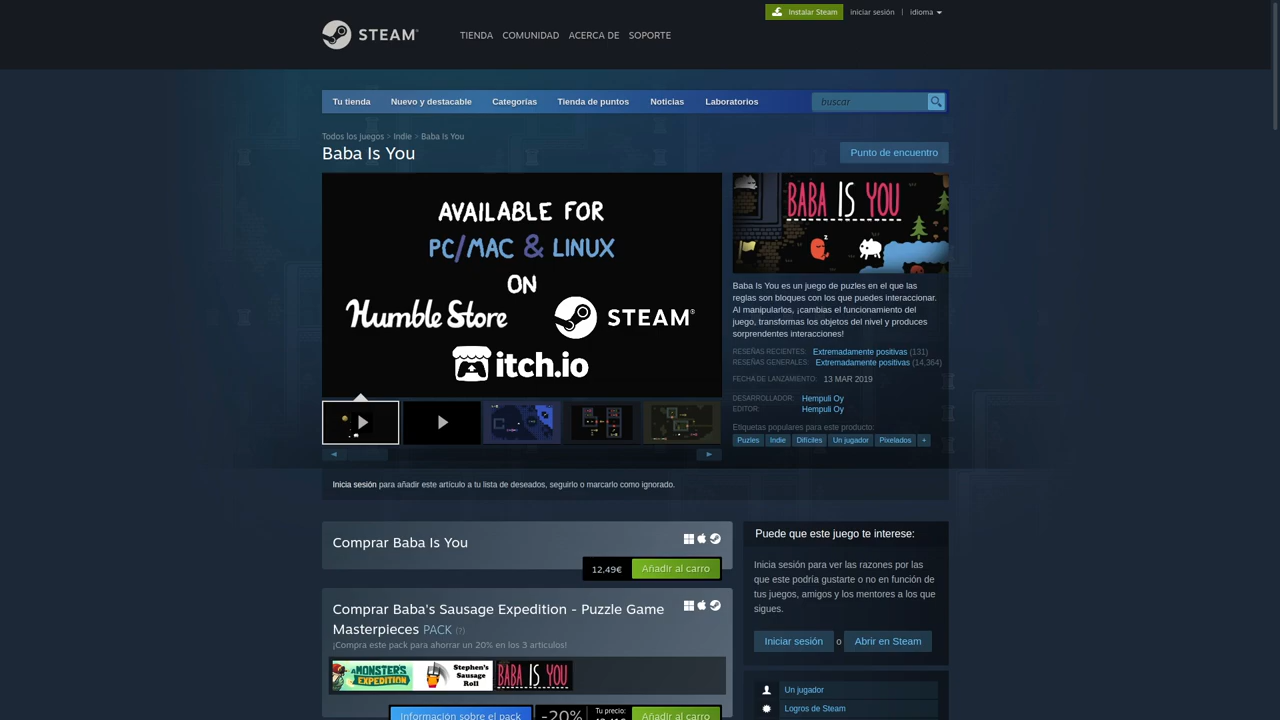 Instalar Steam
iniciar sesión | idioma
STEAM®
TIENDA COMUNIDAD ACERCA DE SOPORTE
Tu tienda Nuevo y destacable Categorías Tienda de puntos Noticias Laboratorios
buscar
Todos los juegos > Indie > Baba Is You
Baba Is You
Punto de encuentro
AVAILABLE FOR
PC/MAC & LINUX
ON
Humble Store STEAM®
itch.io
BABA IS YOU
Baba Is You es un juego de puzles en el que las
reglas son bloques con los que puedes interaccionar.
Al manipularlos, ¡cambias el funcionamiento del
juego, transformas los objetos del nivel y produces
sorprendentes interacciones!
RESEÑAS RECIENTES: Extremadamente positivas (131)
RESEÑAS GENERALES: Extremadamente positivas (14,364)
FECHA DE LANZAMIENTO: 13 MAR 2019
DESARROLLADOR: Hempuli Oy
EDITOR: Hempuli Oy
Etiquetas populares para este producto:
Puzles Indie Difíciles Un jugador Pixelados +
Inicia sesión para añadir este artículo a tu lista de deseados, seguirlo o marcarlo como ignorado.
Comprar Baba Is You
12,49€ Añadir al carro
Comprar Baba's Sausage Expedition - Puzzle Game
Masterpieces PACK (?)
¡Compra este pack para ahorrar un 20% en los 3 artículos!
A MONSTER'S EXPEDITION
Stephen's Sausage Roll
BABA IS YOU
Información sobre el pack -20% Tu precio: Añadir al carro
Puede que este juego te interese:
Inicia sesión para ver las razones por las
que este podría gustarte o no en función de
tus juegos, amigos y los mentores a los que
sigues.
Iniciar sesión o Abrir en Steam
Un jugador
Logros de Steam